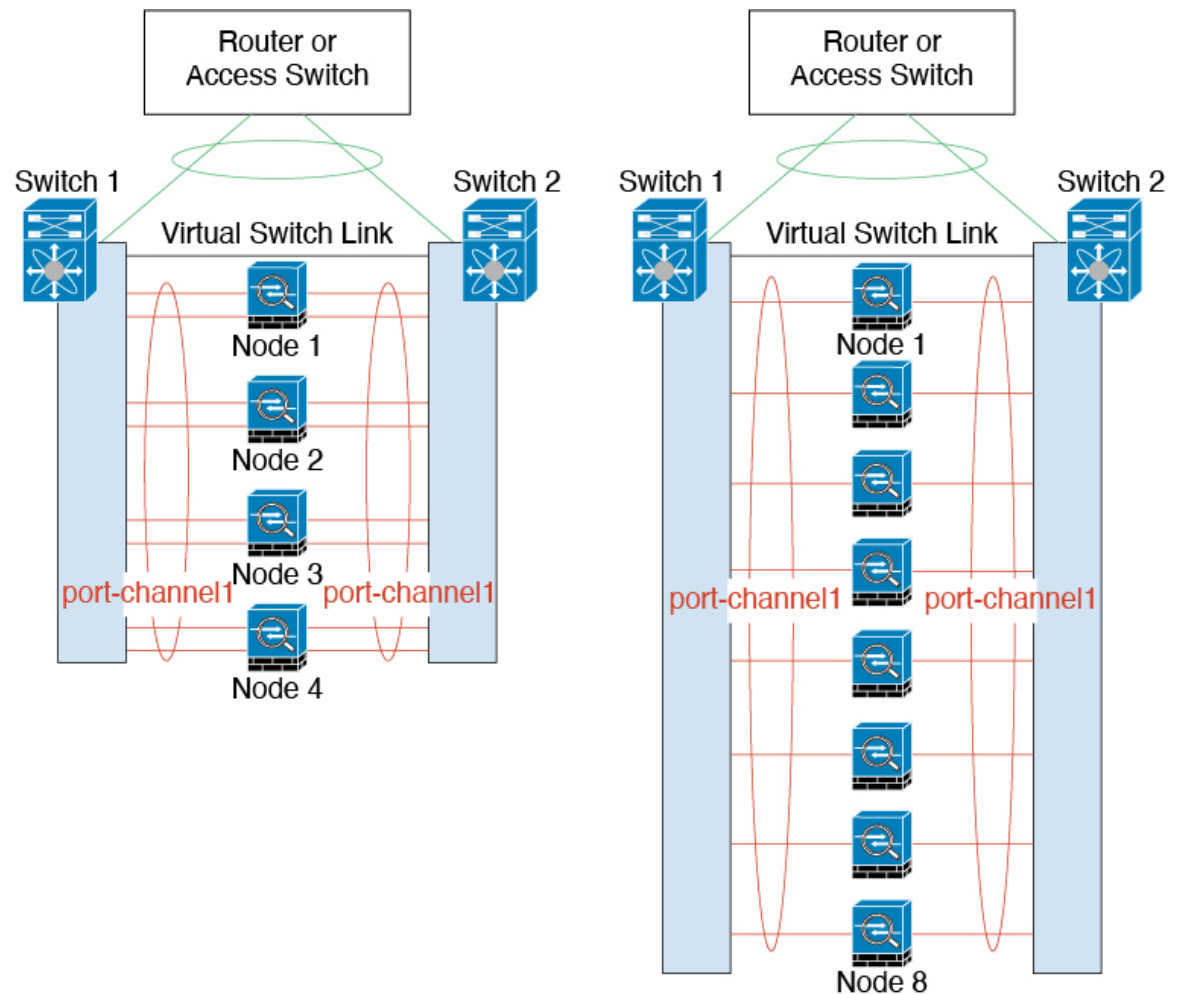 Router or
Access Switch
Switch 1
Switch 2
Virtual Switch Link
Node 1
Node 2
Node 3
port-channel1
port-channel1
Node 4
Router or
Access Switch
Switch 1
Switch 2
Virtual Switch Link
Node 1
port-channel1
port-channel1
Node 8